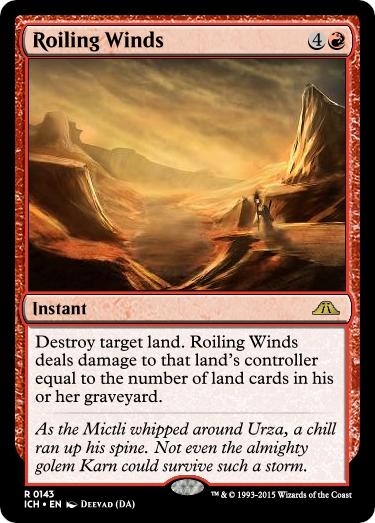 Roiling Winds 4
Instant
Destroy target land. Roiling Winds
deals damage to that land's controller
equal to the number of land cards in his
or her graveyard.
As the Mictli whipped around Urza, a chill
ran up his spine. Not even the almighty
golem Karn could survive such a storm.
R 0143
ICH • EN DEEVAD (DA)
™ & © 1993-2015 Wizards of the Coast